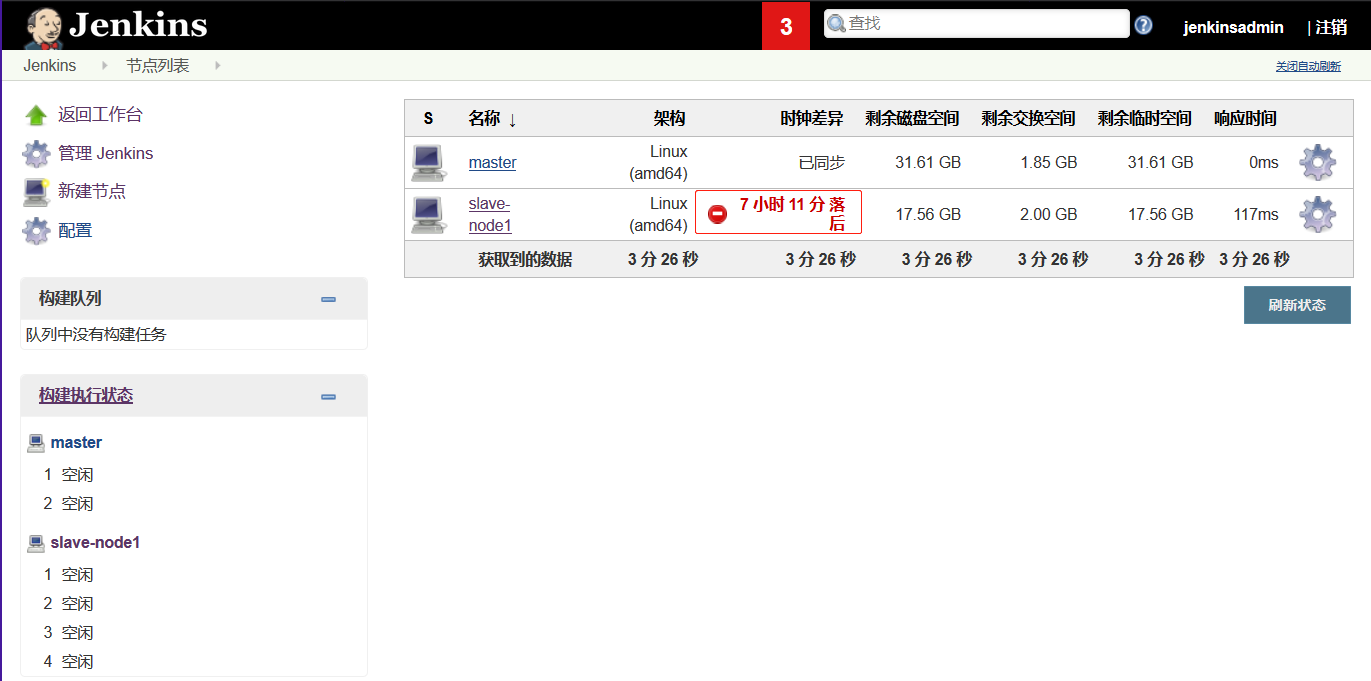 Jenkins
3
查找
jenkinsadmin
| 注销
Jenkins
节点列表
关闭自动刷新
返回工作台
管理 Jenkins
新建节点
配置
构建队列
队列中没有构建任务
构建执行状态
master
1 空闲
2 空闲
slave-node1
1 空闲
2 空闲
3 空闲
4 空闲
S 名称 ↓ 架构 时钟差异 剩余磁盘空间 剩余交换空间 剩余临时空间 响应时间
master
Linux
(amd64)
已同步 31.61 GB 1.85 GB 31.61 GB 0ms
slave-
node1
Linux
(amd64)
7 小时 11 分 落
后
17.56 GB 2.00 GB 17.56 GB 117ms
获取到的数据 3 分 26 秒 3 分 26 秒 3 分 26 秒 3 分 26 秒 3 分 26 秒 3 分 26 秒
刷新状态